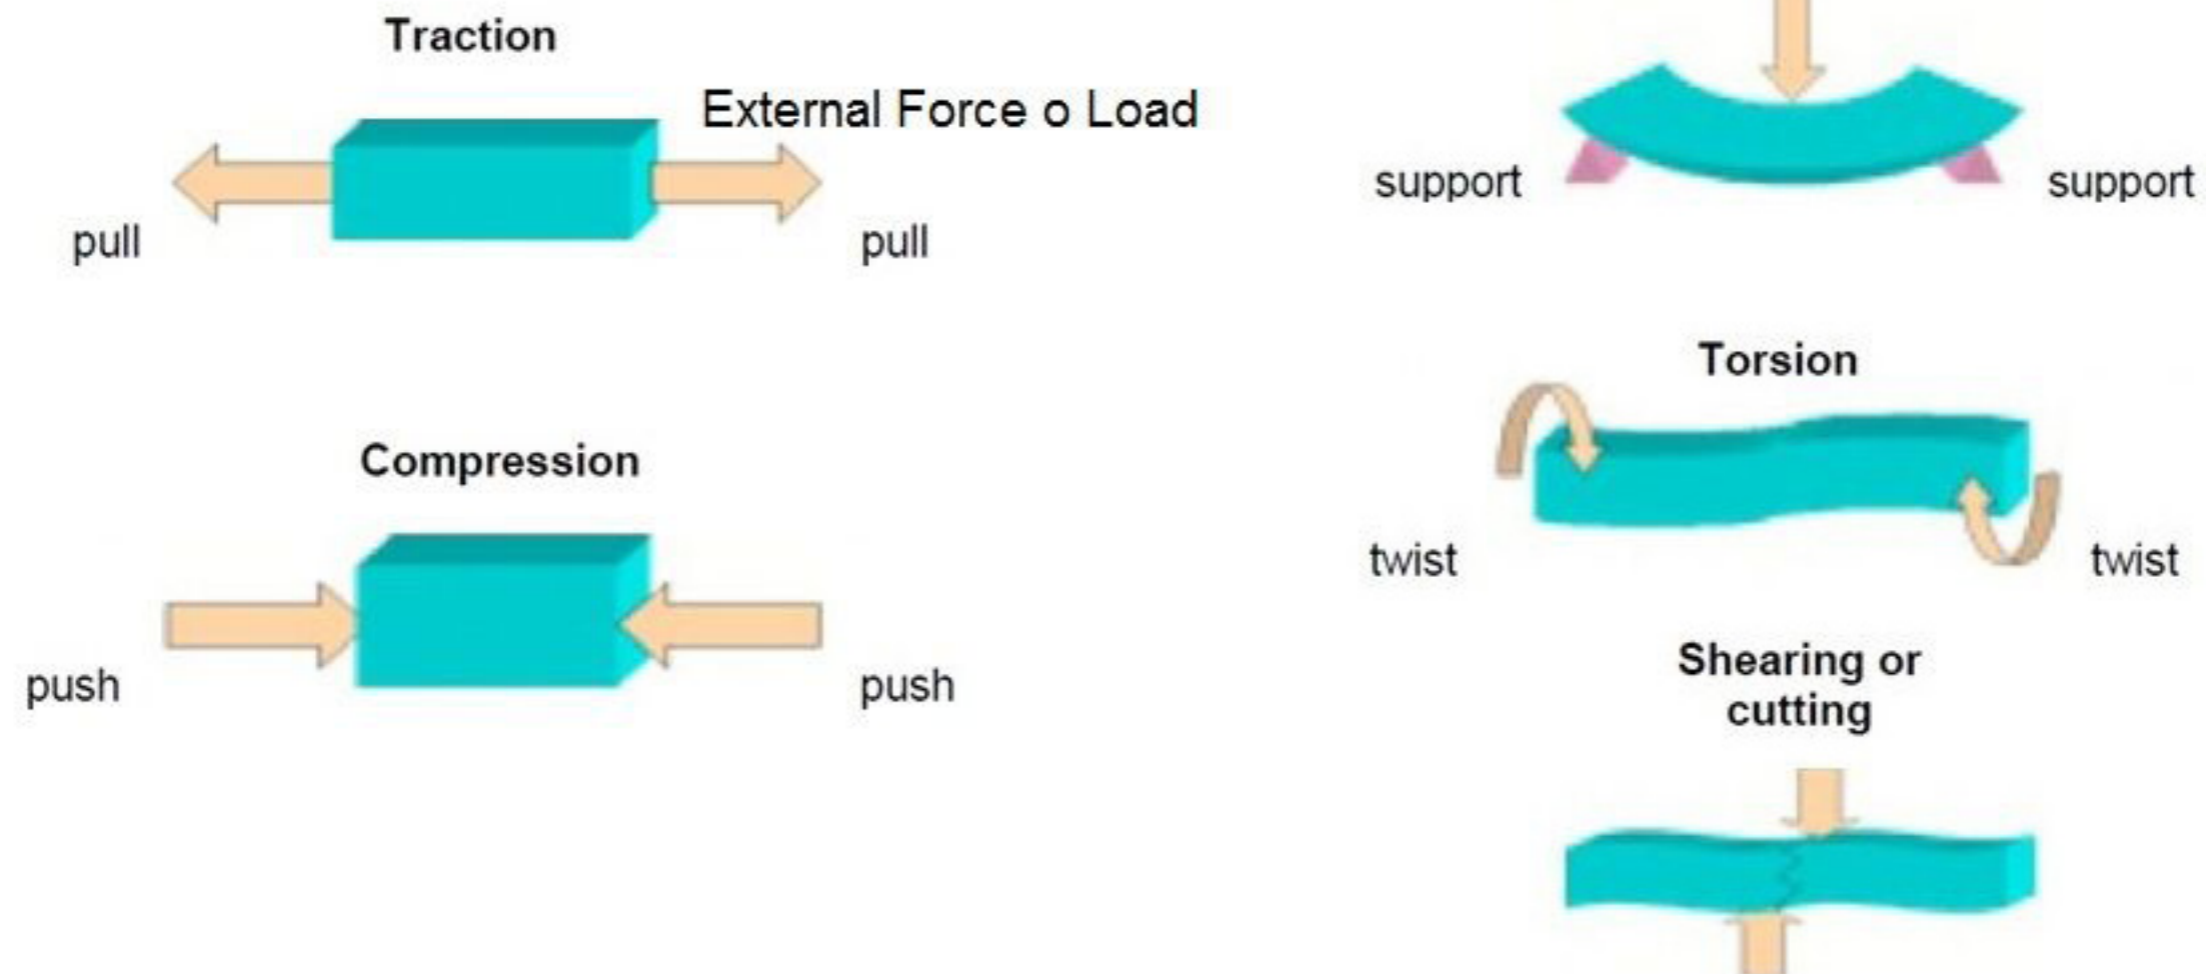 Traction
External Force o Load
pull
pull
Compression
push
push
support
support
Torsion
twist
twist
Shearing or
cutting